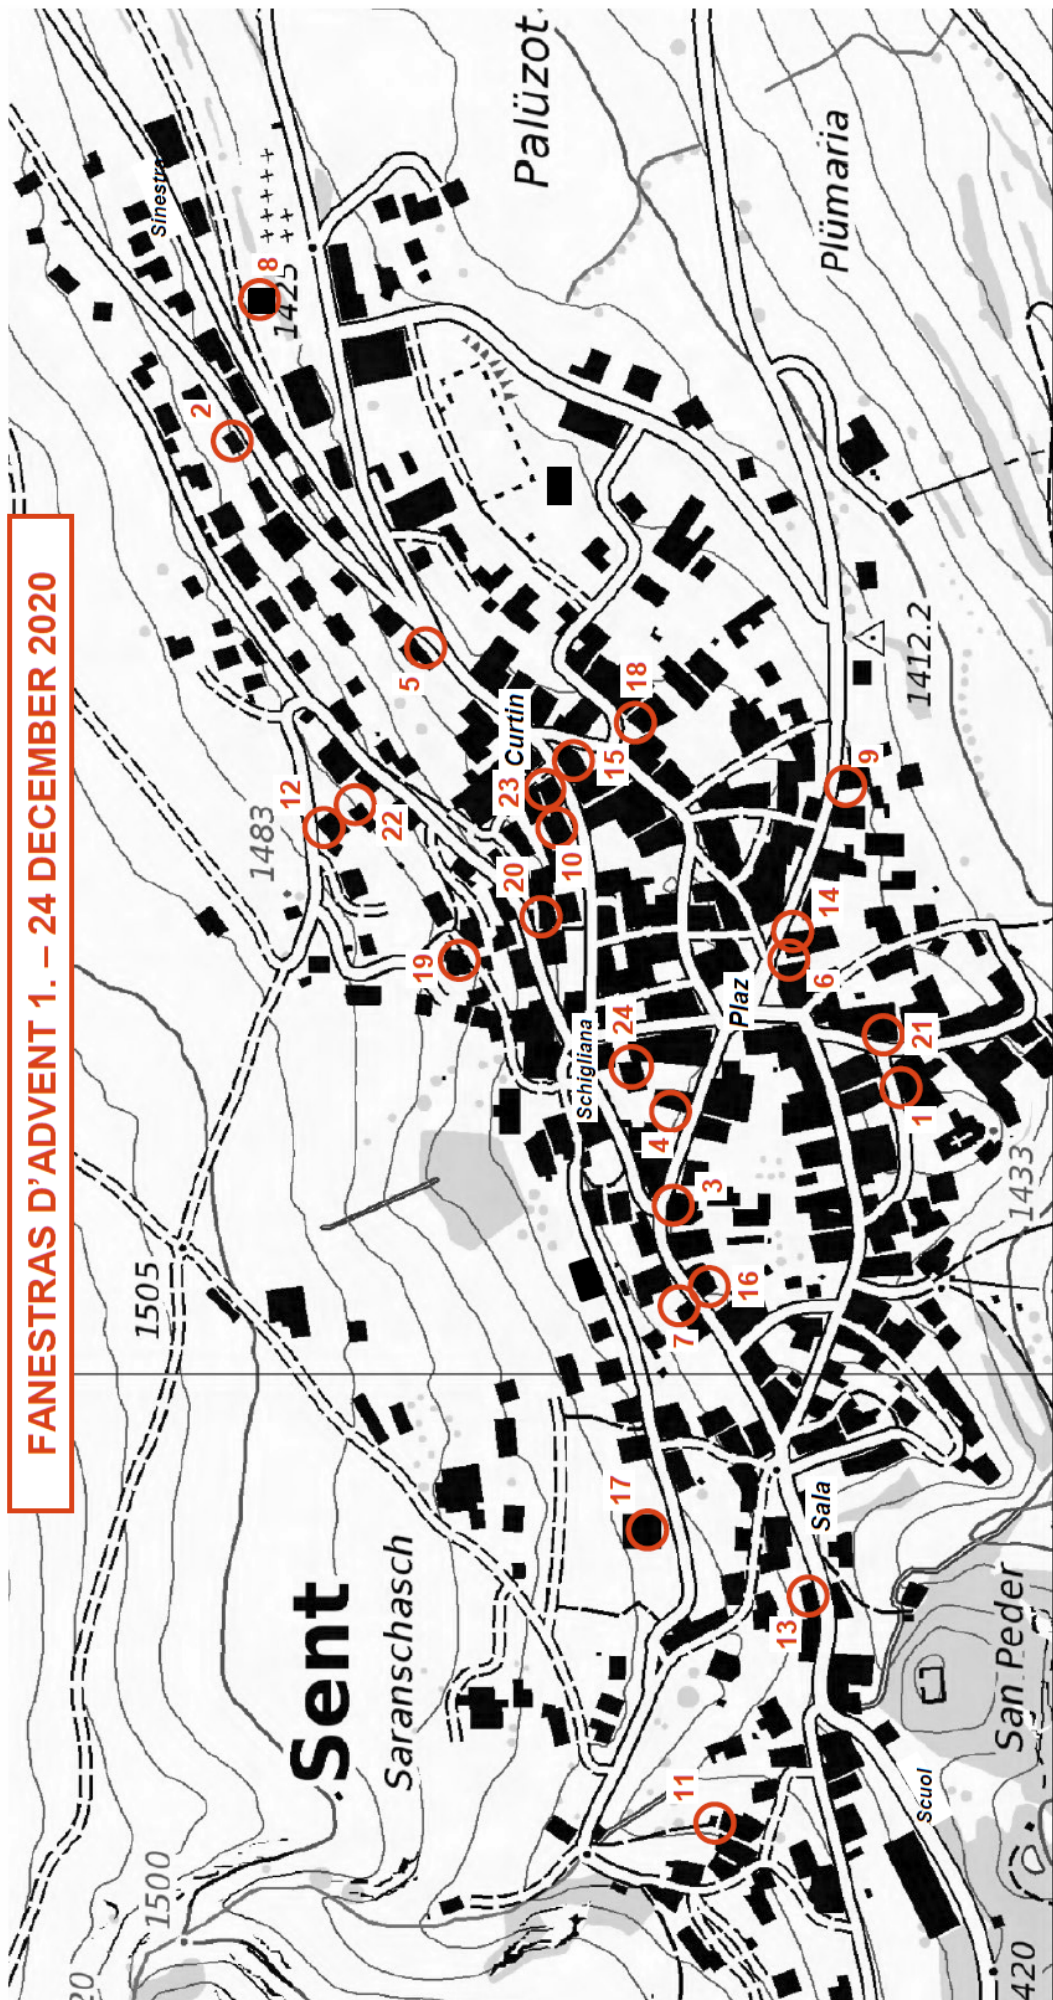 FANESTRAS D'ADVENT 1. – 24 DECEMBER 2020
20
1505
1500
Sinestra
2
1483
8
1425
12
Sent
22
Saranschasch
5
19
20
23
Curtin
Palüzot
10
Schigliana
15
17
24
18
4
7
11
3
Plaz
16
13
Sala
6
14
Plümaria
9
Scuol
1
21
1412.2
San Peder
1433
420